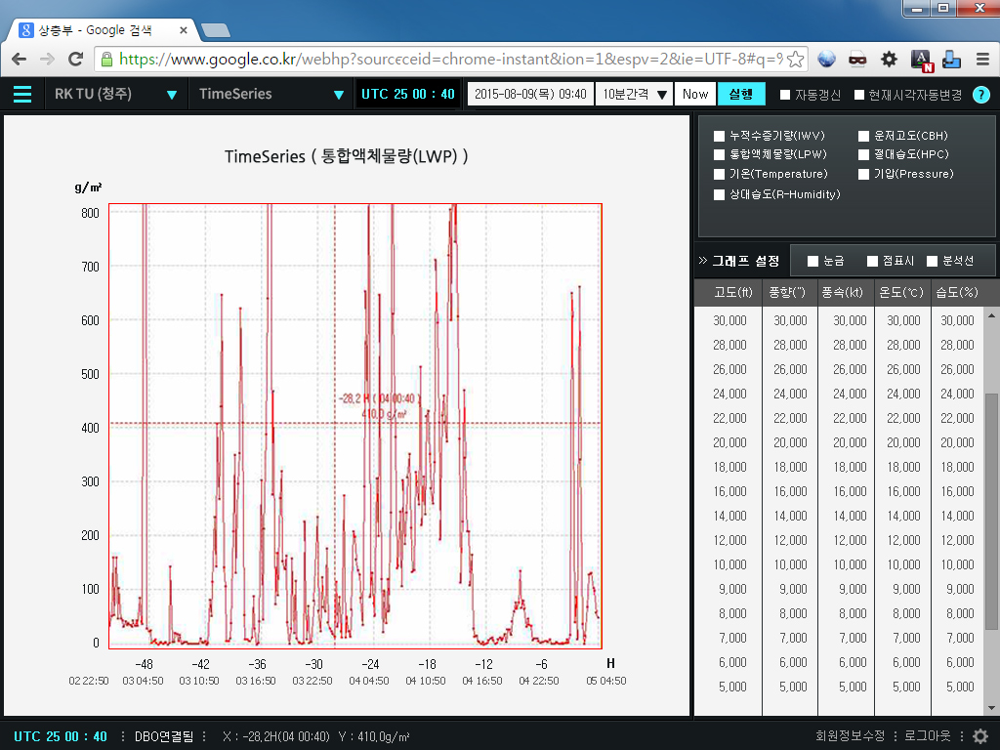 상층부 - Google 검색
https://www.google.co.kr/webhp?sourceceid=chrome-instant&ion=1&espv=2&ie=UTF-8#q=
RK TU (청주) TimeSeries UTC 25 00 : 40 2015-08-09(목) 09:40 10분간격 Now 실행 자동갱신 현재시각자동변경 ?
TimeSeries ( 통합액체물량(LWP) )
g/m²
800
700
600
500
400
300
200
100
0
-28,2 H ( 04 00:40 )
410,0 g/m²
-48 -42 -36 -30 -24 -18 -12 -6 H
02 22:50 03 04:50 03 10:50 03 16:50 03 22:50 04 04:50 04 10:50 04 16:50 04 22:50 05 04:50
누적수증기량(IWV) 운저고도(CBH)
통합액체물량(LPW) 절대습도(HPC)
기온(Temperature) 기압(Pressure)
상대습도(R-Humidity)
» 그래프 설정 눈금 점표시 분석선
고도(ft) 풍향(˚) 풍속(kt) 온도(℃) 습도(%)
30,000 30,000 30,000 30,000 30,000
28,000 28,000 28,000 28,000 28,000
26,000 26,000 26,000 26,000 26,000
24,000 24,000 24,000 24,000 24,000
22,000 22,000 22,000 22,000 22,000
20,000 20,000 20,000 20,000 20,000
18,000 18,000 18,000 18,000 18,000
16,000 16,000 16,000 16,000 16,000
14,000 14,000 14,000 14,000 14,000
12,000 12,000 12,000 12,000 12,000
10,000 10,000 10,000 10,000 10,000
9,000 9,000 9,000 9,000 9,000
8,000 8,000 8,000 8,000 8,000
7,000 7,000 7,000 7,000 7,000
6,000 6,000 6,000 6,000 6,000
5,000 5,000 5,000 5,000 5,000
UTC 25 00 : 40 : DBO연결됨 : X : -28,2H(04 00:40) Y : 410,0g/m² 회원정보수정 : 로그아웃 :